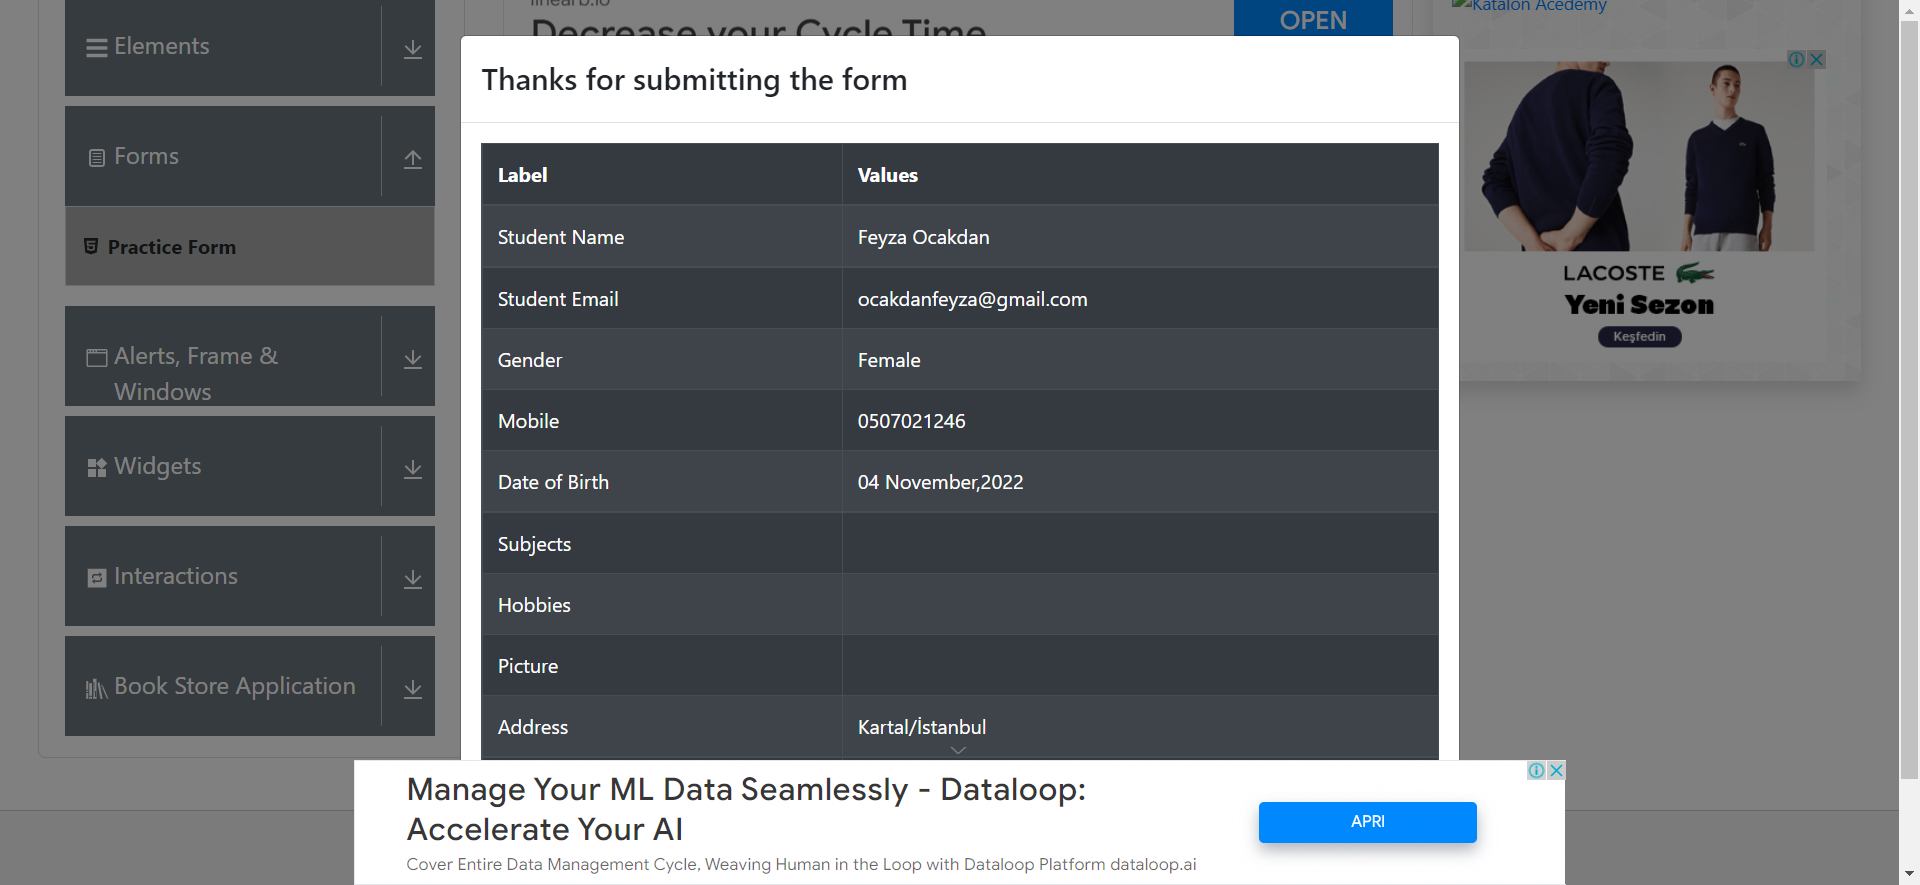 Elements
Forms
Practice Form
Alerts, Frame &
Windows
Widgets
Interactions
Book Store Application
Decrease your Cycle Time
OPEN
Thanks for submitting the form
Label Values
Student Name Feyza Ocakdan
Student Email ocakdanfeyza@gmail.com
Gender Female
Mobile 0507021246
Date of Birth 04 November,2022
Subjects
Hobbies
Picture
Address Kartal/İstanbul
Katalon Acedemy
LACOSTE
Yeni Sezon
Keşfedin
Manage Your ML Data Seamlessly - Dataloop:
Accelerate Your AI
Cover Entire Data Management Cycle, Weaving Human in the Loop with Dataloop Platform dataloop.ai
APRI